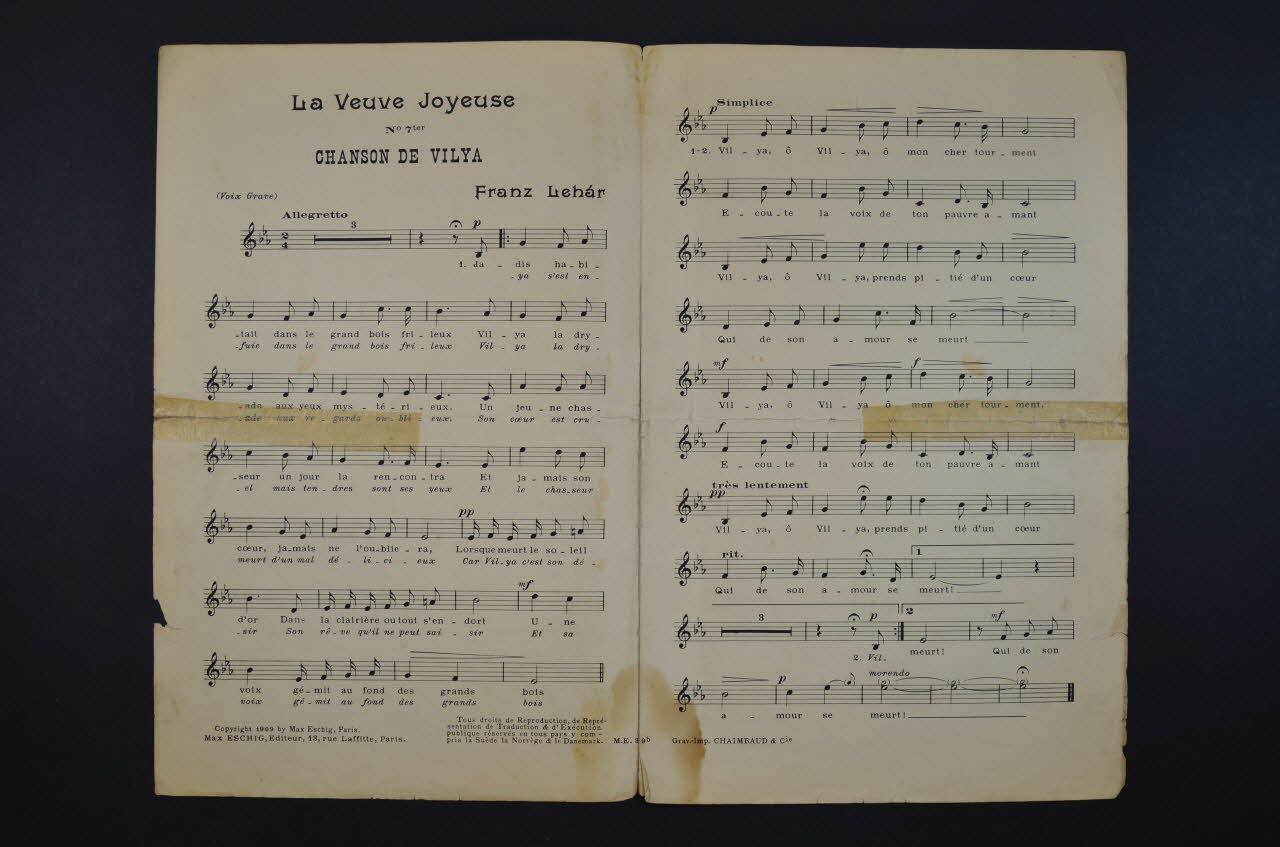 La Veuve Joyeuse
No 7ter
CHANSON DE VILYA
(Voix Grave)
Franz Lehár
Allegretto
3
p
1. Ja - dis ha - bi -
- ya s'est en -
- tait dans le grand bois fri - leux Vil - ya la dry -
- fuie dans le grand bois fri - leux Vil - ya la dry -
- ade aux yeux mys - té - ri - eux. Un jeu - ne chas -
- ade aux re - gards ou - bli - eux. Son cœur est cru -
- seur un jour la ren - con - tra Et ja - mais son
- el mais ten - dres sont ses yeux Et le chas - seur
pp
cœur, ja - mais ne l'ou - blie - ra, Lorsque meurt le so - leil
meurt d'un mal dé - li - ci - eux Car Vil - ya c'est son dé -
mf
d'or Dans la clairière ou tout s'en - dort U - ne
- sir Son rê - ve qu'il ne peut sai - sir Et sa
voix gé - mit au fond des grands bois
voix gé - mit au fond des grands bois
Copyright 1909 by Max Eschig, Paris.
Max ESCHIG, Editeur, 13, rue Laffitte, Paris.
Tous droits de Reproduction, de Repré-
sentation de Traduction & d'Exécution
publique réservés en tous pays y com-
pris la Suède la Norvège & le Danemark.
M.E. 39b
p Simplice
1-2. Vil - ya, ô Vil - ya, ô mon cher tour - ment
E - cou - te la voix de ton pauvre a - mant
Vil - ya, ô Vil - ya, prends pi - tié d'un cœur
Qui de son a - mour se meurt!
mf f
Vil - ya, ô Vil - ya ô mon cher tour - ment,
f
E - cou - te la voix de ton pauvre a - mant
très lentement
pp
Vil - ya, ô Vil - ya, prends pi - tié d'un cœur
rit. 1
Qui de son a - mour se meurt!
3 p 2 mf
2. Vil - meurt! Qui de son
p morendo
a - mour se meurt!
Grav.-Imp. CHAIMBAUD & Cie